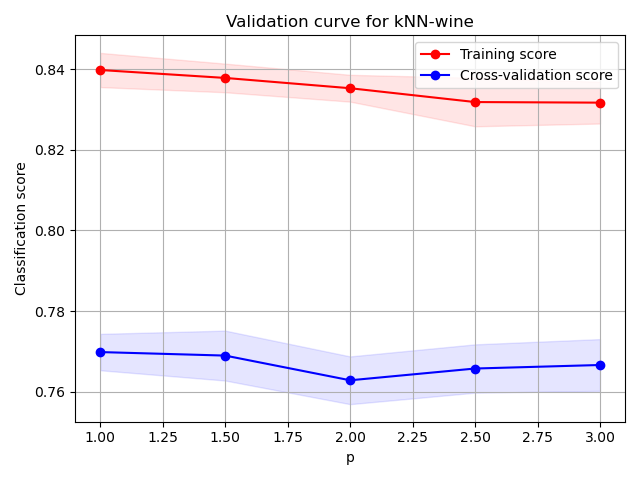 Validation curve for kNN-wine
Training score
Cross-validation score
0.84
0.82
0.80
0.78
0.76
Classification score
1.00 1.25 1.50 1.75 2.00 2.25 2.50 2.75 3.00
p